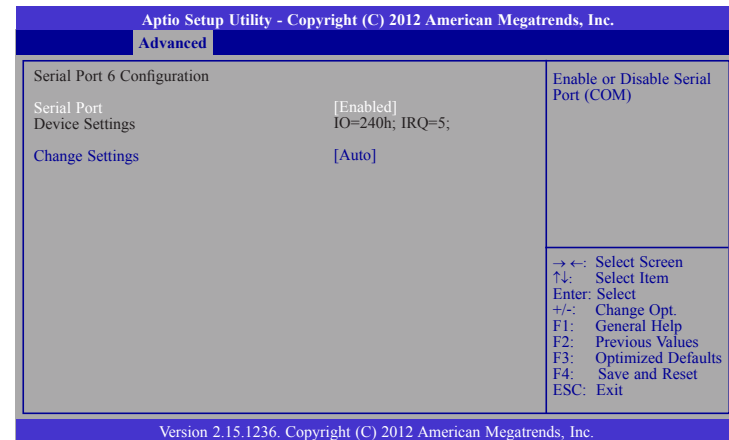 Aptio Setup Utility - Copyright (C) 2012 American Megatrends, Inc.
Advanced
Serial Port 6 Configuration
Serial Port [Enabled]
Device Settings IO=240h; IRQ=5;
Change Settings [Auto]
Enable or Disable Serial
Port (COM)
→ ←: Select Screen
↑↓: Select Item
Enter: Select
+/-: Change Opt.
F1: General Help
F2: Previous Values
F3: Optimized Defaults
F4: Save and Reset
ESC: Exit
Version 2.15.1236. Copyright (C) 2012 American Megatrends, Inc.